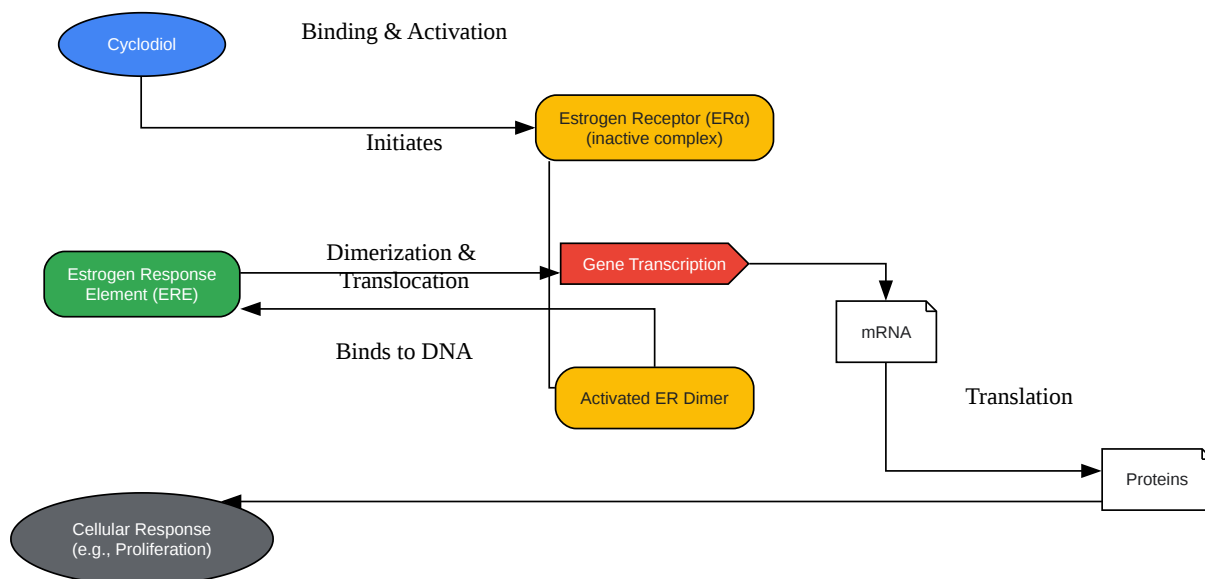 Cyclodiol
Binding & Activation
Estrogen Receptor (ERα)
(inactive complex)
Initiates
Dimerization &
Translocation
Estrogen Response
Element (ERE)
Gene Transcription
mRNA
Binds to DNA
Activated ER Dimer
Translation
Proteins
Cellular Response
(e.g., Proliferation)